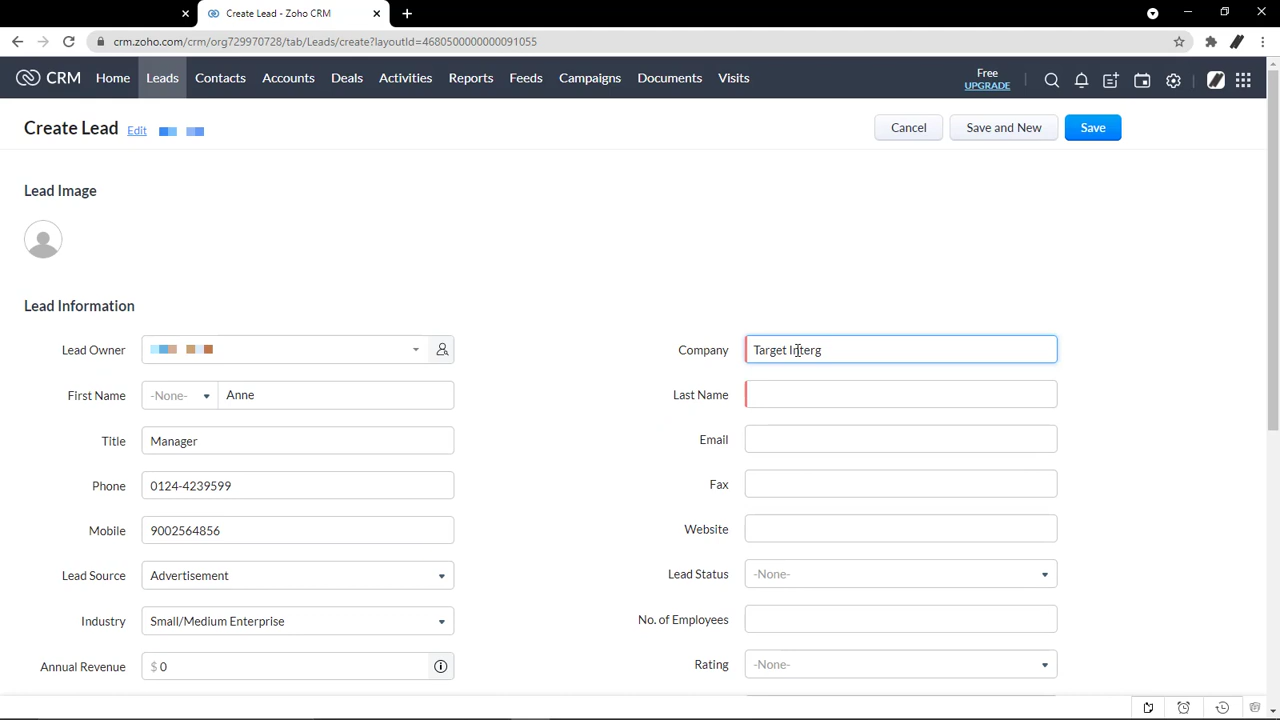 Create Lead - Zoho CRM
crm.zoho.com/crm/org729970728/tab/Leads/create?layoutId=4680500000000091055
CRM Home Leads Contacts Accounts Deals Activities Reports Feeds Campaigns Documents Visits Free
UPGRADE
Create Lead Edit Cancel Save and New Save
Lead Image
Lead Information
Lead Owner
Company Target Interg
First Name -None- Anne
Last Name
Title Manager
Email
Phone 0124-4239599
Fax
Mobile 9002564856
Website
Lead Source Advertisement
Lead Status -None-
Industry Small/Medium Enterprise
No. of Employees
Annual Revenue $ 0
Rating -None-